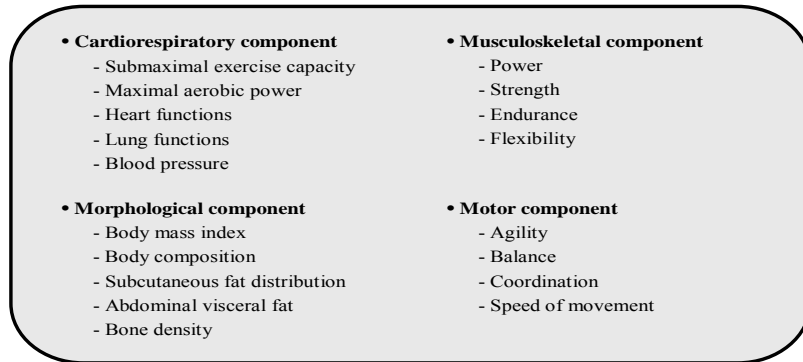 • Cardiorespiratory component
- Submaximal exercise capacity
- Maximal aerobic power
- Heart functions
- Lung functions
- Blood pressure
• Musculoskeletal component
- Power
- Strength
- Endurance
- Flexibility
• Morphological component
- Body mass index
- Body composition
- Subcutaneous fat distribution
- Abdominal visceral fat
- Bone density
• Motor component
- Agility
- Balance
- Coordination
- Speed of movement